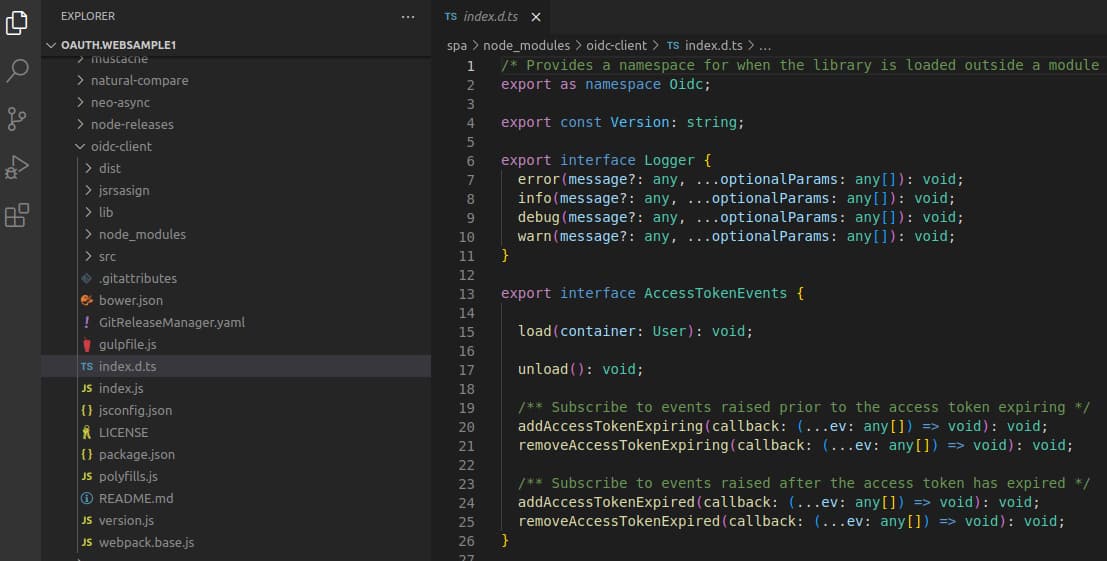 EXPLORER
...
OAUTH.WEBSAMPLE1
mustache
natural-compare
neo-async
node-releases
oidc-client
dist
jsrsasign
lib
node_modules
src
.gitattributes
bower.json
! GitReleaseManager.yaml
gulpfile.js
TS index.d.ts
JS index.js
{} jsconfig.json
LICENSE
{} package.json
JS polyfills.js
README.md
JS version.js
JS webpack.base.js
TS index.d.ts ×
spa > node_modules > oidc-client > TS index.d.ts > ...
1 /* Provides a namespace for when the library is loaded outside a module
2 export as namespace Oidc;
3
4 export const Version: string;
5
6 export interface Logger {
7 error(message?: any, ...optionalParams: any[]): void;
8 info(message?: any, ...optionalParams: any[]): void;
9 debug(message?: any, ...optionalParams: any[]): void;
10 warn(message?: any, ...optionalParams: any[]): void;
11 }
12
13 export interface AccessTokenEvents {
14
15 load(container: User): void;
16
17 unload(): void;
18
19 /** Subscribe to events raised prior to the access token expiring */
20 addAccessTokenExpiring(callback: (...ev: any[]) => void): void;
21 removeAccessTokenExpiring(callback: (...ev: any[]) => void): void;
22
23 /** Subscribe to events raised after the access token has expired */
24 addAccessTokenExpired(callback: (...ev: any[]) => void): void;
25 removeAccessTokenExpired(callback: (...ev: any[]) => void): void;
26 }
27